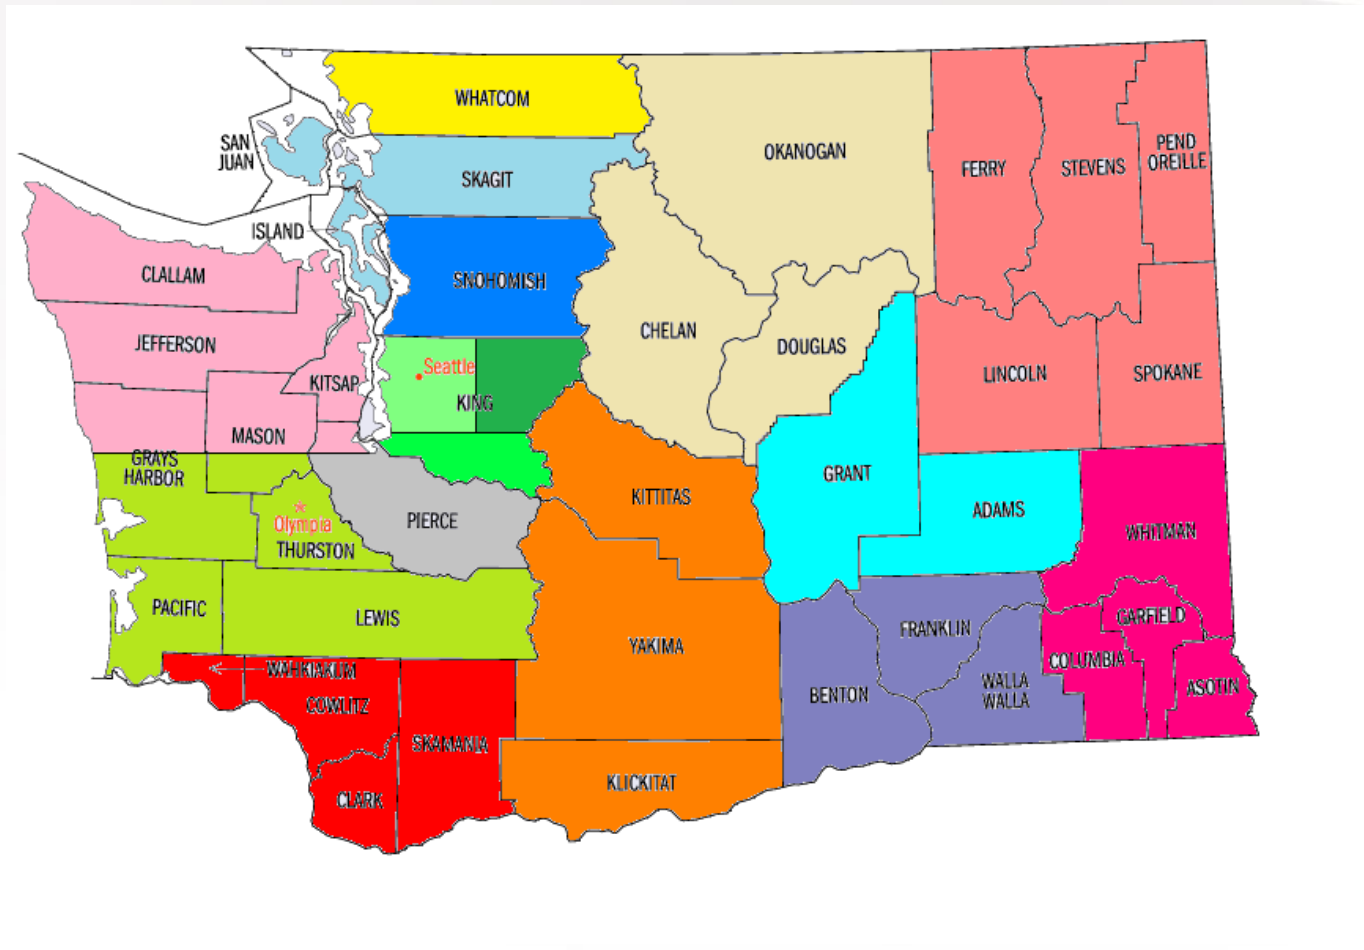 WHATCOM
SAN
JUAN
SKAGIT
OKANOGAN
FERRY
STEVENS
PEND
OREILLE
ISLAND
CLALLAM
SNOHOMISH
JEFFERSON
CHELAN
DOUGLAS
KITSAP
Seattle
KING
LINCOLN
SPOKANE
MASON
GRAYS
HARBOR
GRANT
KITTITAS
ADAMS
Olympia
THURSTON
PIERCE
WHITMAN
PACIFIC
LEWIS
YAKIMA
FRANKLIN
GARFIELD
WAHKIAKUM
COWLITZ
COLUMBIA
BENTON
WALLA
WALLA
ASOTIN
SKAMANIA
CLARK
KLICKITAT